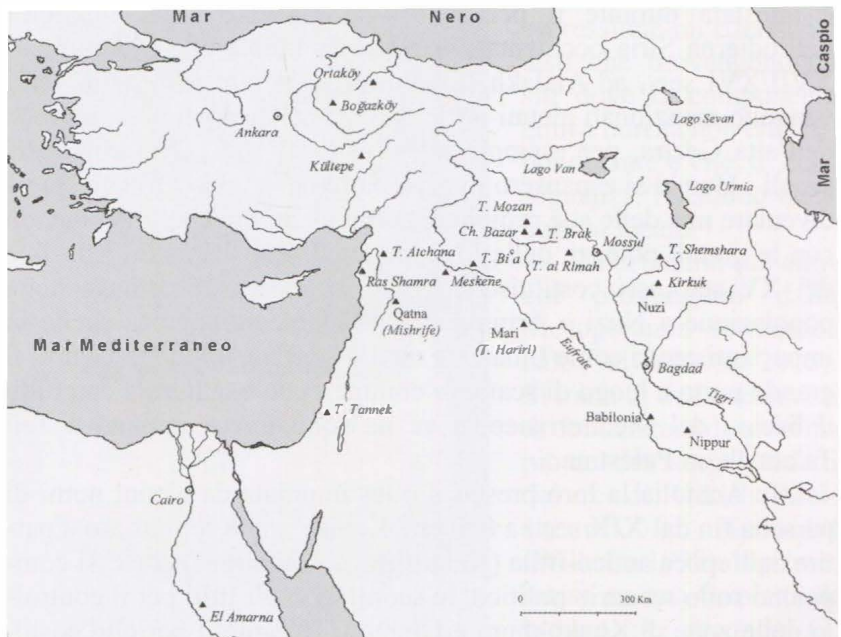 Mar Nero
Mar Caspio
Ortaköy
Boğazköy
Ankara
Lago Sevan
Kültepe
Lago Van
Lago Urmia
T. Mozan
Ch. Bazar
T. Brak
Mossul
T. Atchana
T. Bi'a
T. al Rimah
T. Shemshara
Ras Shamra
Meskene
Kirkuk
Nuzi
Qatna
(Mishrife)
Mari
(T. Hariri)
Mar Mediterraneo
Eufrate
Bagdad
Tigri
T. Tannek
Babilonia
Nippur
Cairo
El Amarna
300 Km